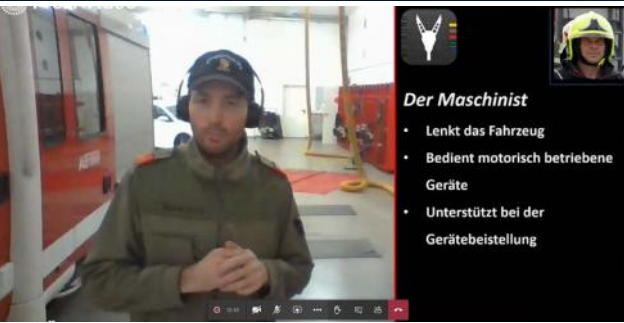 Der Maschinist
• Lenkt das Fahrzeug
• Bedient motorisch betriebene
Geräte
• Unterstützt bei der
Gerätebeistellung